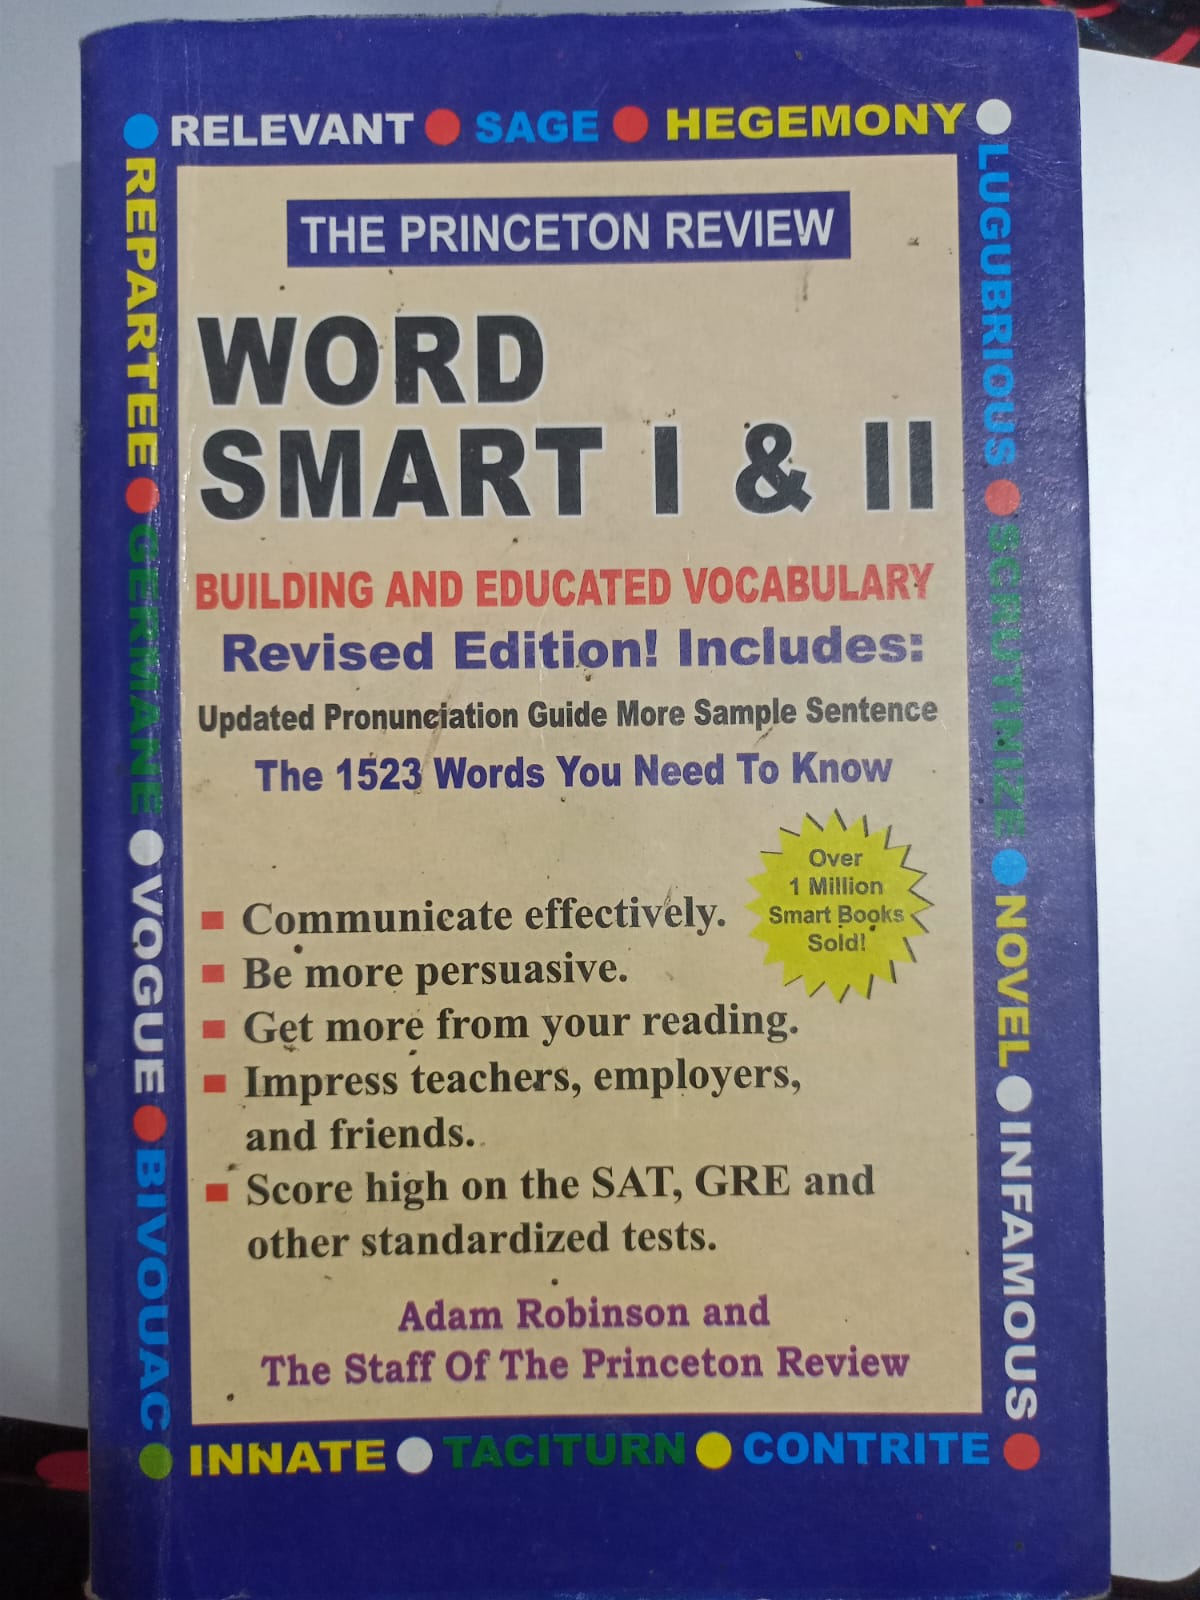 RELEVANT SAGE HEGEMONY
REPARTEE GERMANE VOGUE BIVOUAC
LUGUBRIOUS SCRUTINIZE NOVEL INFAMOUS
THE PRINCETON REVIEW
WORD
SMART I & II
BUILDING AND EDUCATED VOCABULARY
Revised Edition! Includes:
Updated Pronunciation Guide More Sample Sentence
The 1523 Words You Need To Know
Over
1 Million
Smart Books
Sold!
Communicate effectively.
Be more persuasive.
Get more from your reading.
Impress teachers, employers,
and friends.
Score high on the SAT, GRE and
other standardized tests.
Adam Robinson and
The Staff Of The Princeton Review
INNATE TACITURN CONTRITE